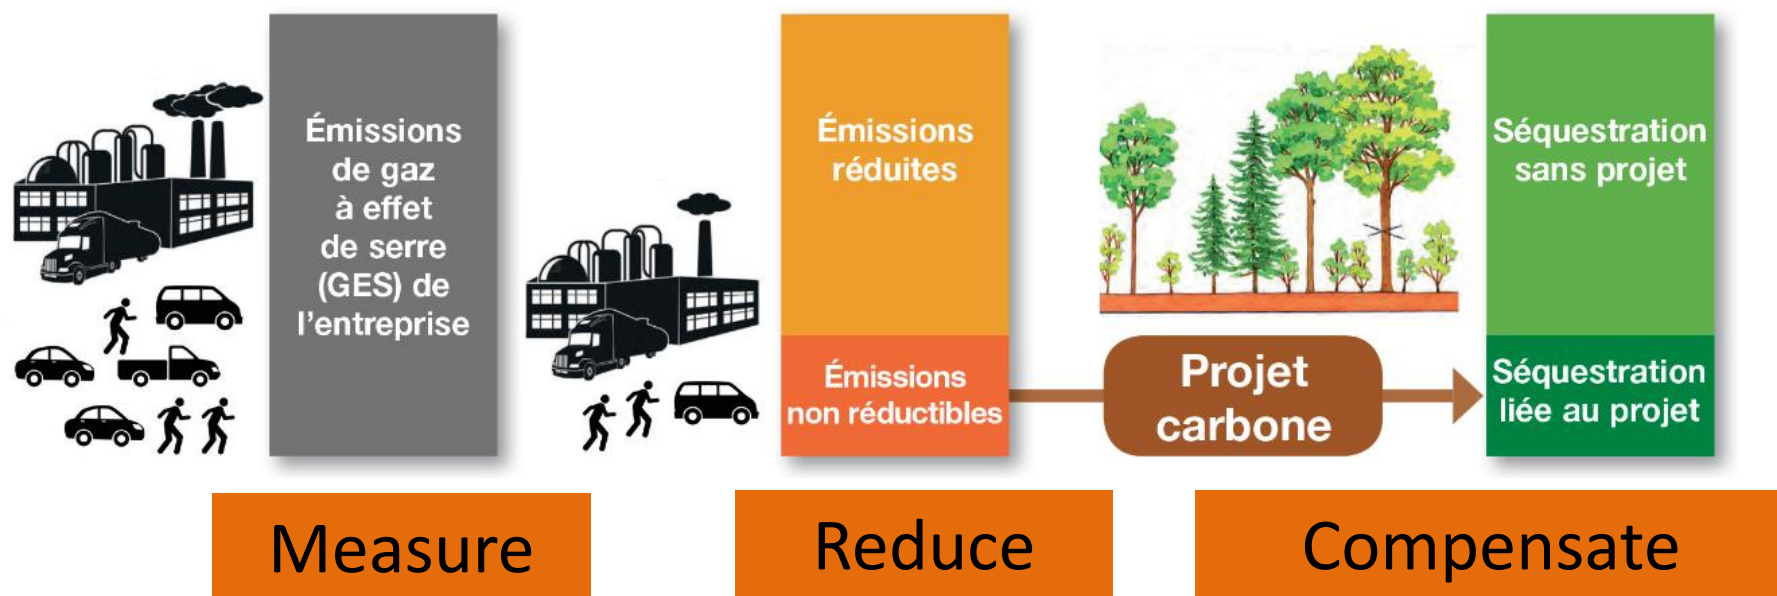 Émissions
de gaz
à effet
de serre
(GES) de
l'entreprise
Émissions
réduites
Émissions
non réductibles
Projet
carbone
Séquestration
sans projet
Séquestration
liée au projet
Measure
Reduce
Compensate